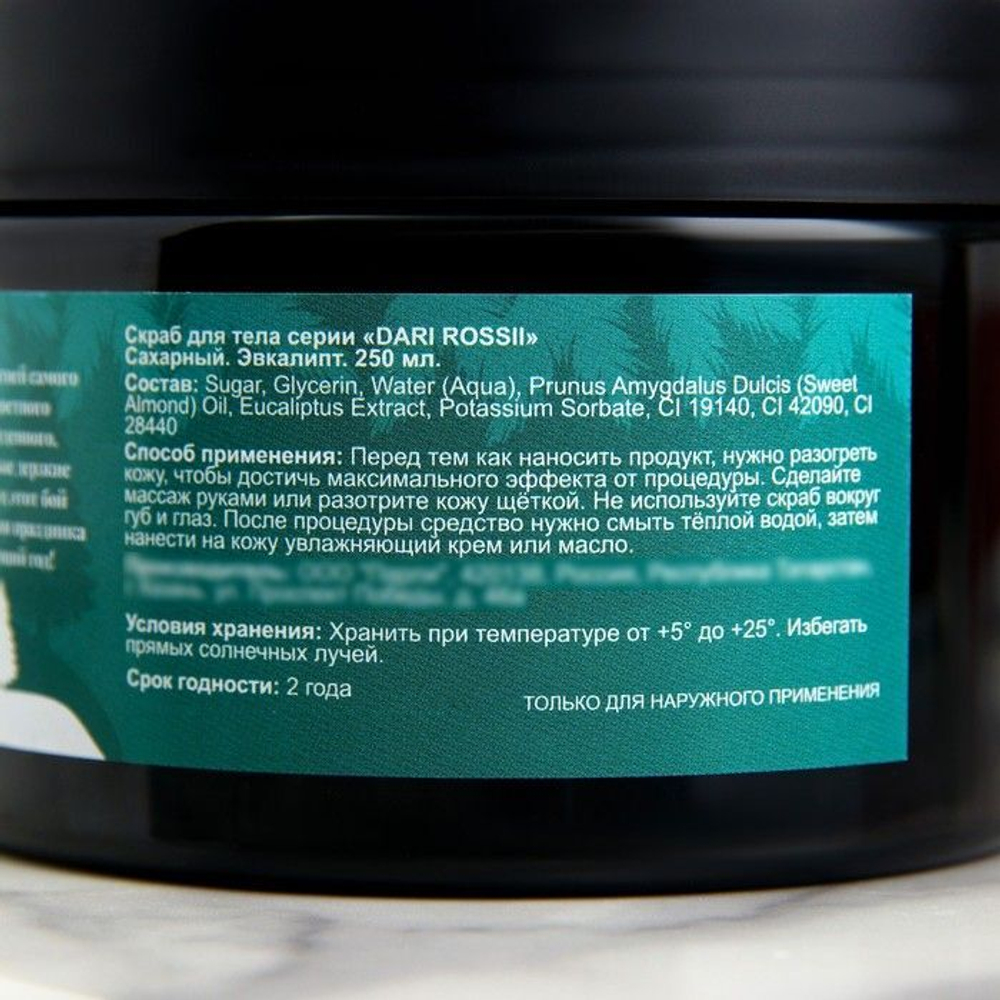 Скраб для тела серии «DARI ROSSII»
Сахарный. Эвкалипт. 250 мл.
Состав: Sugar, Glycerin, Water (Aqua), Prunus Amygdalus Dulcis (Sweet
Almond) Oil, Eucaliptus Extract, Potassium Sorbate, CI 19140, CI 42090, CI
28440
Способ применения: Перед тем как наносить продукт, нужно разогреть
кожу, чтобы достичь максимального эффекта от процедуры. Сделайте
массаж руками или разотрите кожу щёткой. Не используйте скраб вокруг
губ и глаз. После процедуры средство нужно смыть тёплой водой, затем
нанести на кожу увлажняющий крем или масло.
Условия хранения: Хранить при температуре от +5° до +25°. Избегать
прямых солнечных лучей.
Срок годности: 2 года
ТОЛЬКО ДЛЯ НАРУЖНОГО ПРИМЕНЕНИЯ